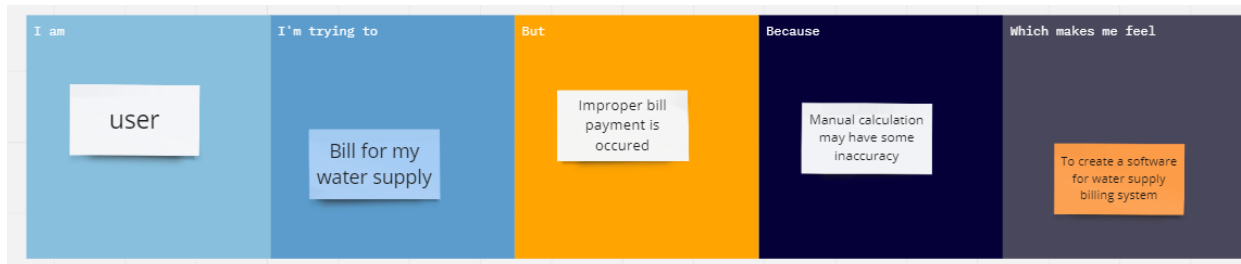 I am
I'm trying to
But
Because
Which makes me feel
user
Bill for my
water supply
Improper bill
payment is
occured
Manual calculation
may have some
inaccuracy
To create a software
for water supply
billing system